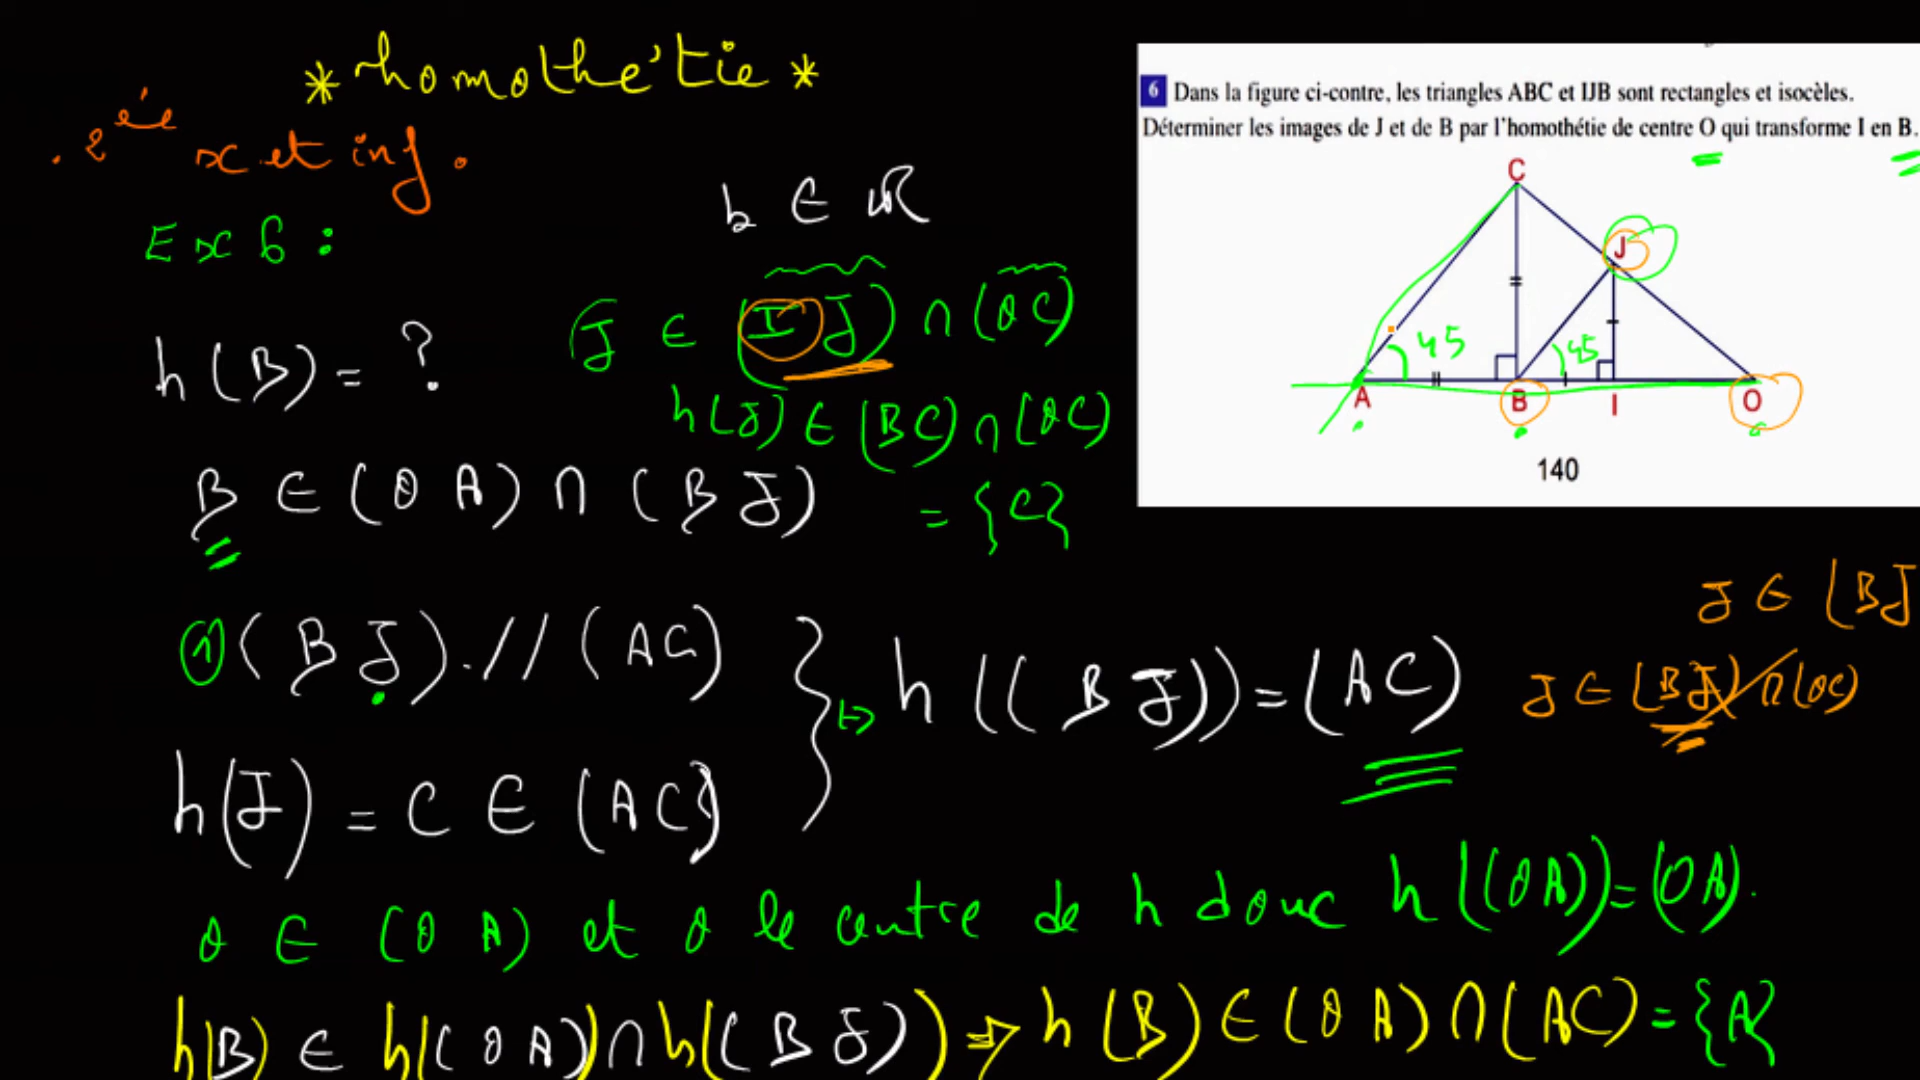 * homothétie *
. 2ème sc et inf .
Ex 6 :
h ∈ ℝ
h(B) = ?
J ∈ (IJ) ∩ (OC)
h(J) ∈ (BC) ∩ (OC)
= {C}
B ∈ (OA) ∩ (BJ)
① (BJ) // (AC)
h(J) = C ∈ (AC)
↦ h((BJ)) = (AC)
J ∈ (BJ
J ∈ (BJ) ∩ (OC)
O ∈ (OA) et O le centre de h donc h((OA)) = (OA).
h(B) ∈ h((OA)) ∩ h((BJ)) ⇒ h(B) ∈ (OA) ∩ (AC) = {A}
6 Dans la figure ci-contre, les triangles ABC et IJB sont rectangles et isocèles.
Déterminer les images de J et de B par l'homothétie de centre O qui transforme I en B.
C
J
45
45
A
B
I
O
140